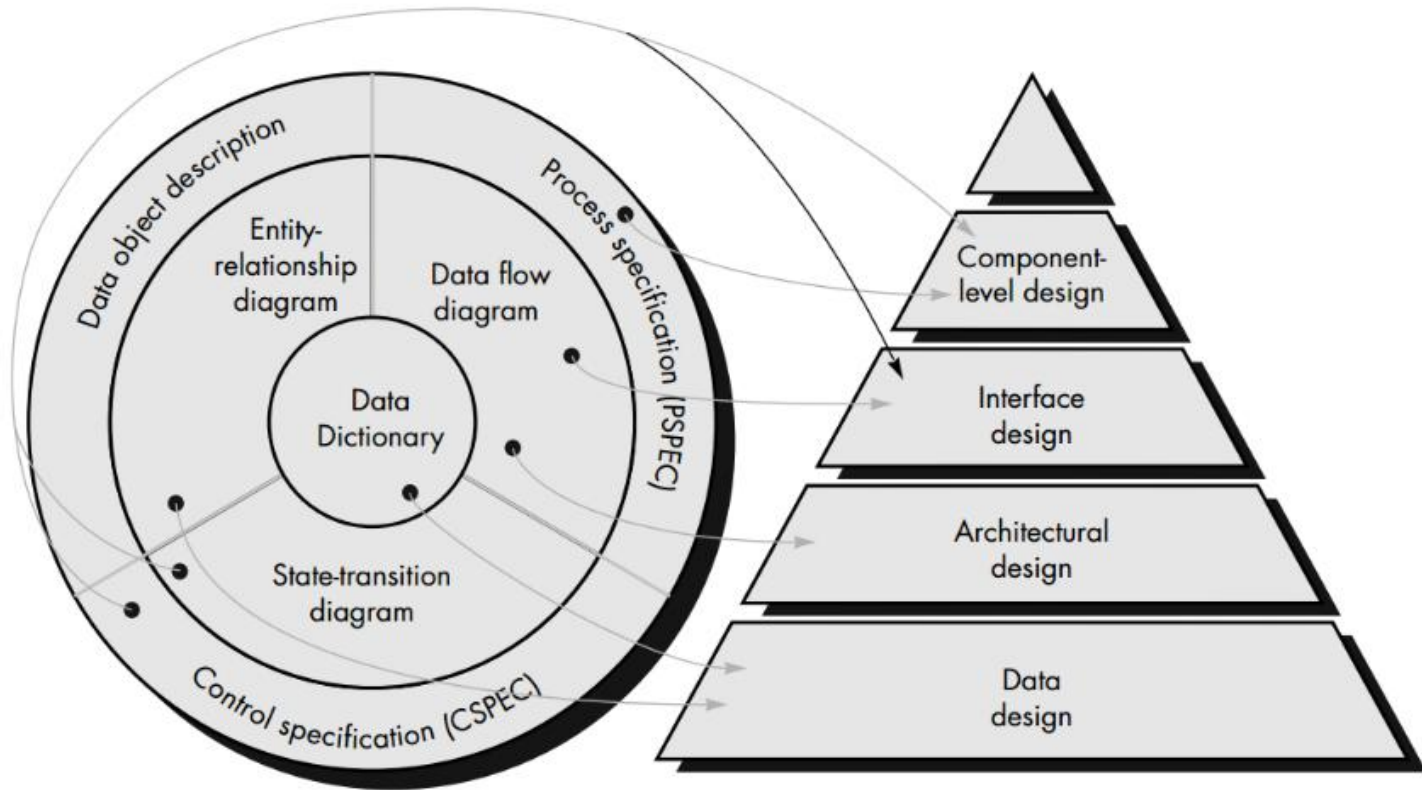 Data object description
Process specification (PSPEC)
Entity-
relationship
diagram
Data flow
diagram
Data
Dictionary
State-transition
diagram
Control specification (CSPEC)
Component-
level design
Interface
design
Architectural
design
Data
design